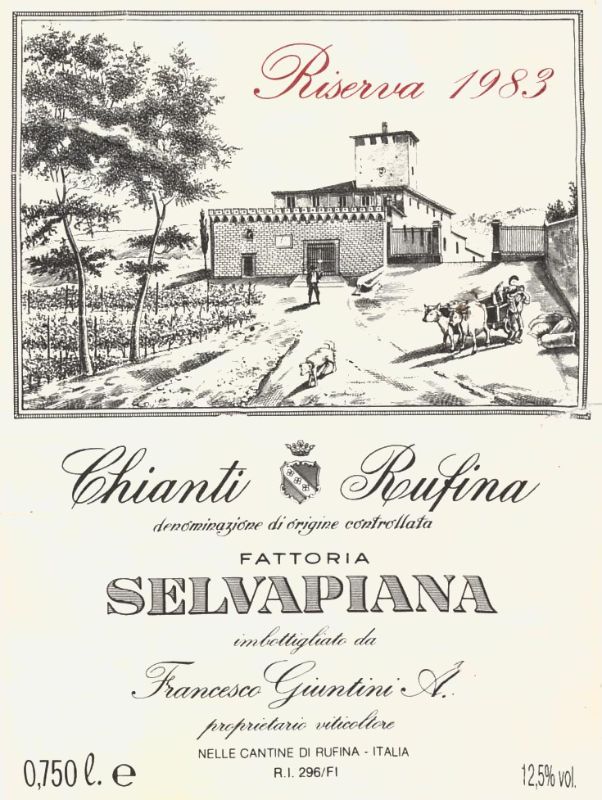 Riserva 1983
Chianti Rufina
denominazione di origine controllata
FATTORIA
SELVAPIANA
imbottigliato da
Francesco Giuntini A.
proprietario viticoltore
NELLE CANTINE DI RUFINA - ITALIA
0,750 l. e R.I. 296/FI 12,5% vol.